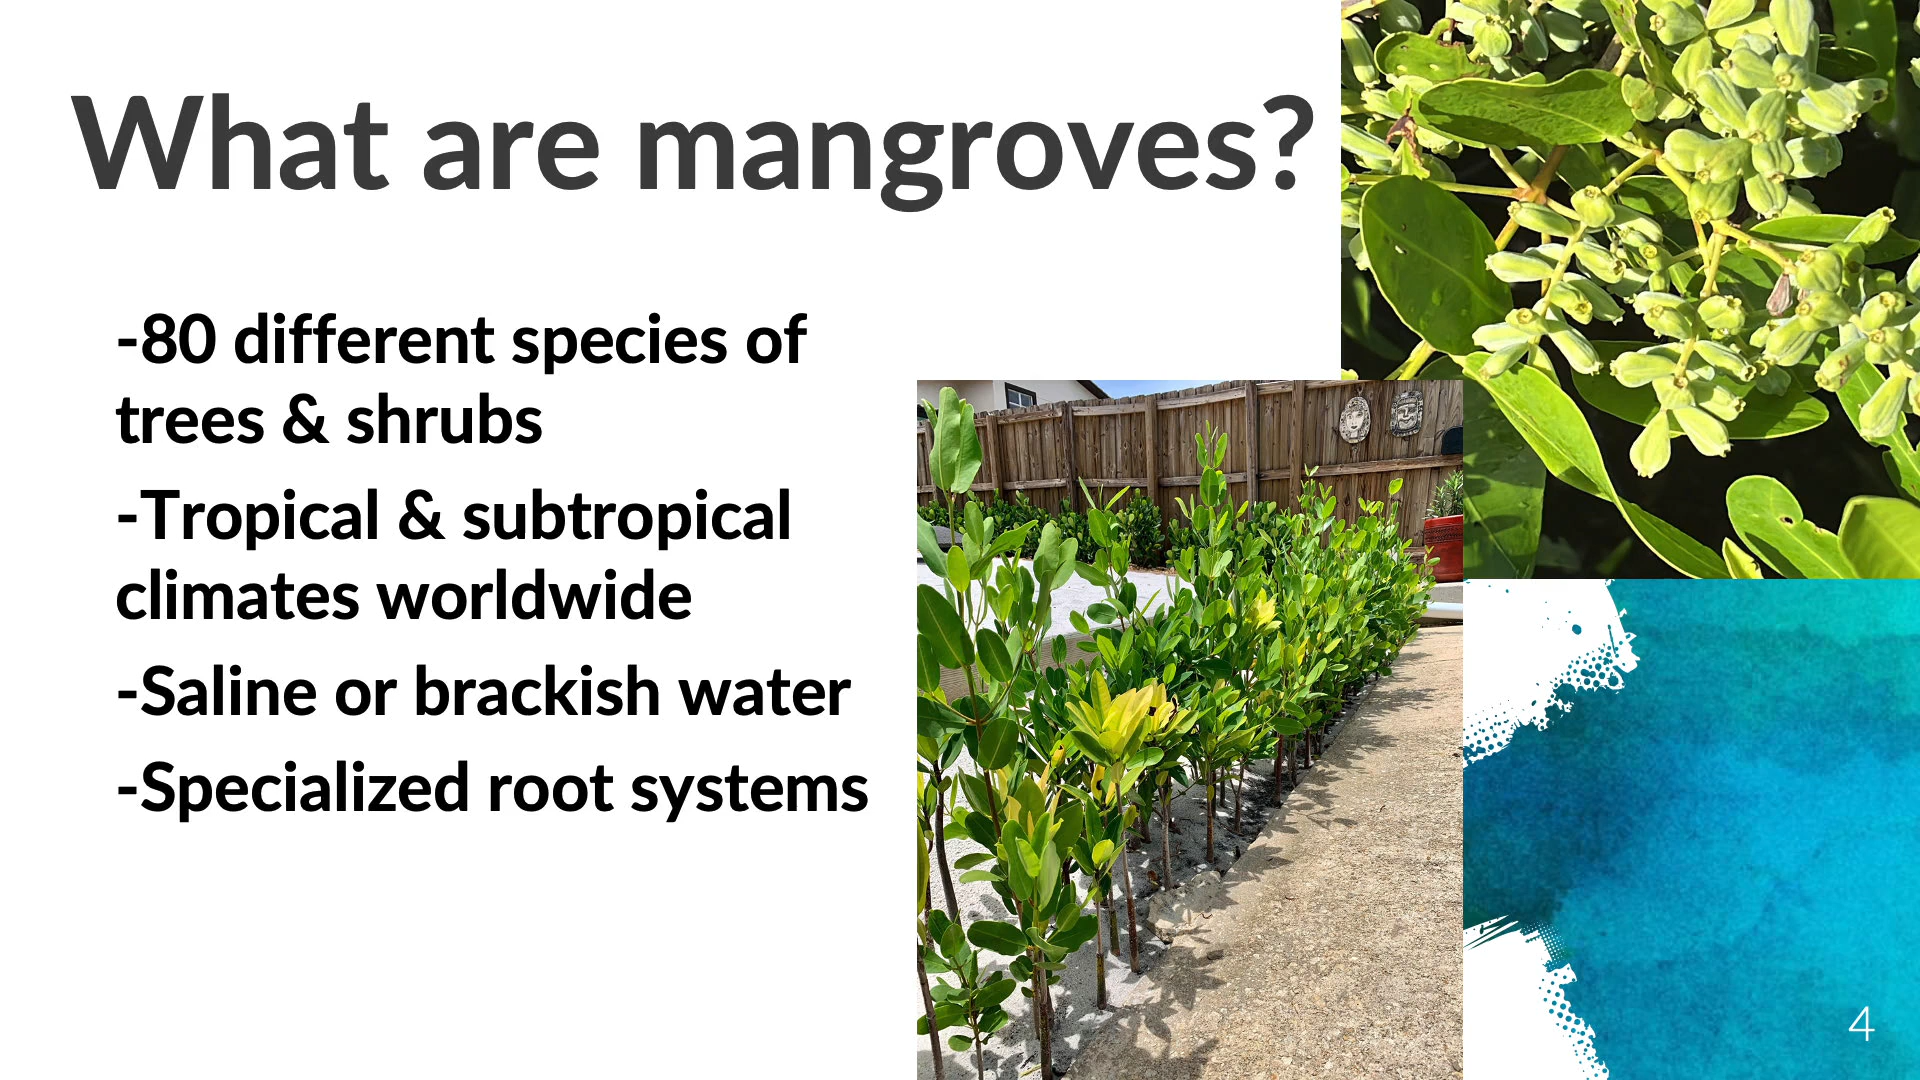 What are mangroves?
-80 different species of
trees & shrubs
-Tropical & subtropical
climates worldwide
-Saline or brackish water
-Specialized root systems
4